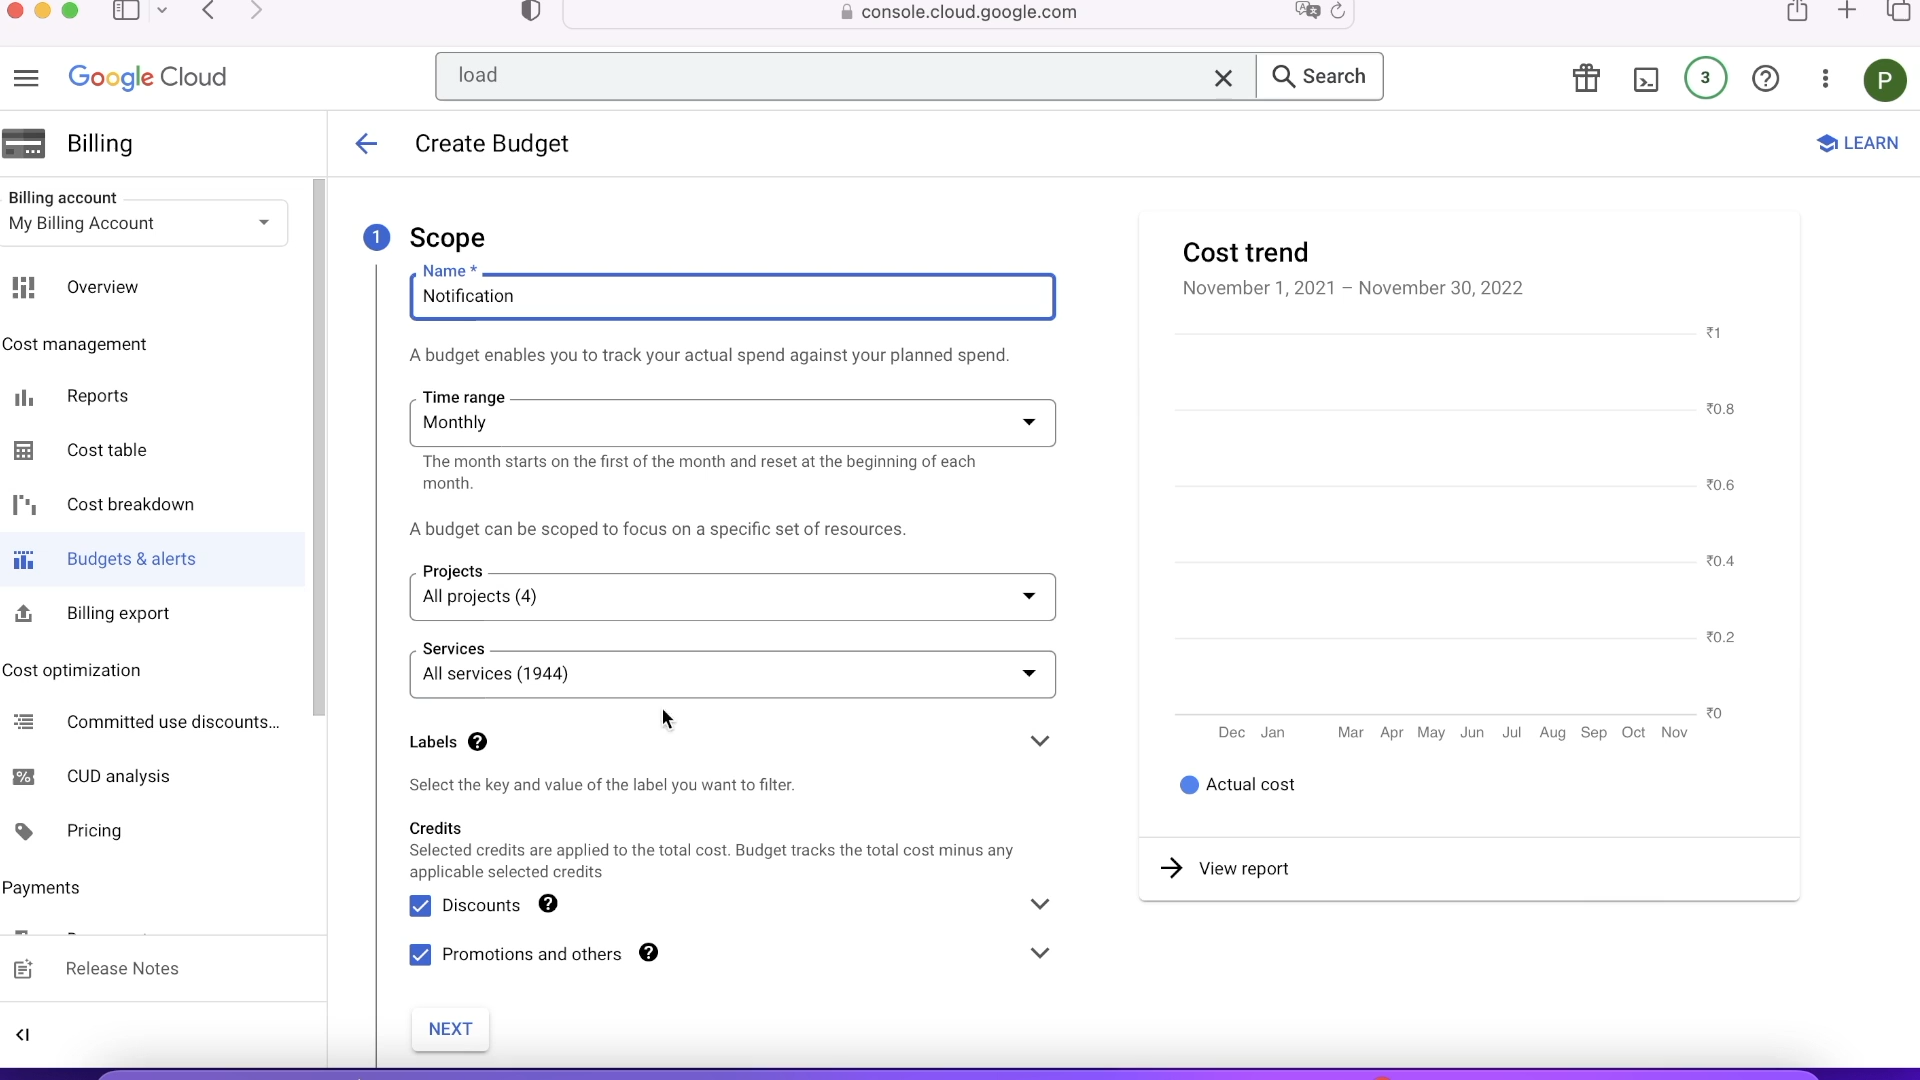 console.cloud.google.com
Google Cloud
load
Search
3
P
Billing
Create Budget
LEARN
Billing account
My Billing Account
Overview
Cost management
Reports
Cost table
Cost breakdown
Budgets & alerts
Billing export
Cost optimization
Committed use discounts...
CUD analysis
Pricing
Payments
Release Notes
1 Scope
Name *
Notification
A budget enables you to track your actual spend against your planned spend.
Time range
Monthly
The month starts on the first of the month and reset at the beginning of each
month.
A budget can be scoped to focus on a specific set of resources.
Projects
All projects (4)
Services
All services (1944)
Labels
Select the key and value of the label you want to filter.
Credits
Selected credits are applied to the total cost. Budget tracks the total cost minus any
applicable selected credits
Discounts
Promotions and others
NEXT
Cost trend
November 1, 2021 – November 30, 2022
₹1
₹0.8
₹0.6
₹0.4
₹0.2
₹0
Dec Jan Mar Apr May Jun Jul Aug Sep Oct Nov
Actual cost
View report